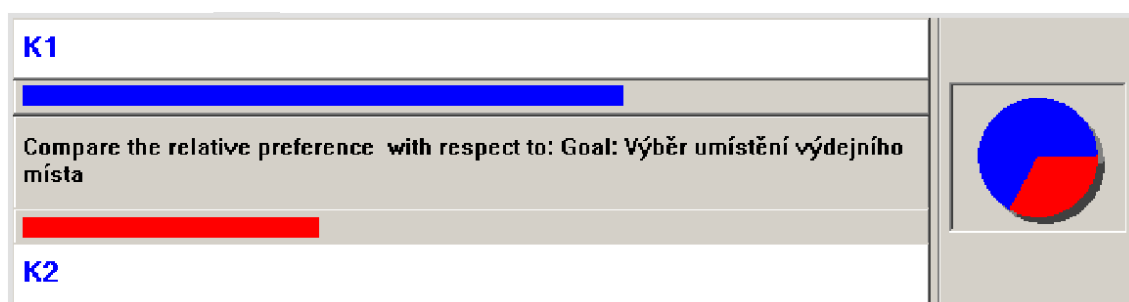 K1
Compare the relative preference with respect to: Goal: Výběr umístění výdejního
místa
K2